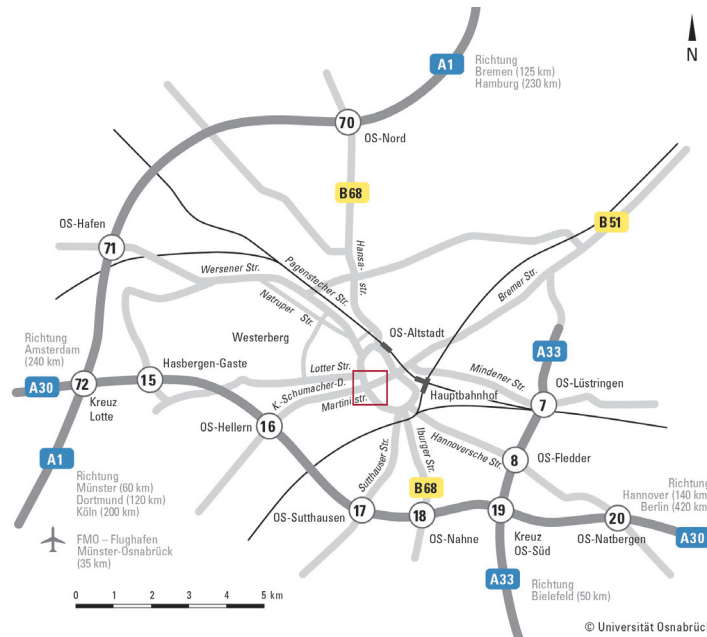 A1
Richtung
Bremen (125 km)
Hamburg (230 km)
N
70
OS-Nord
B68
B51
OS-Hafen
71
Hansa-
str.
Pagenstecher Str.
Wersener Str.
Natruper
Str.
Bremer Str.
OS-Altstadt
Westerberg
Richtung
Amsterdam
(240 km)
A33
Hasbergen-Gaste
Lotter Str.
Mindener Str.
OS-Lüstringen
A30
72
15
K.-Schumacher-D.
Hauptbahnhof
7
Kreuz
Lotte
Martinistr.
16
OS-Hellern
Hannoversche Str.
Iburger Str.
Sutthauser Str.
8
OS-Fledder
A1
Richtung
Münster (60 km)
Dortmund (120 km)
Köln (200 km)
B68
Richtung
Hannover (140 km)
Berlin (420 km)
17
18
19
20
OS-Sutthausen
OS-Nahne
Kreuz
OS-Süd
OS-Natbergen
A30
FMO – Flughafen
Münster-Osnabrück
(35 km)
A33
Richtung
Bielefeld (50 km)
0 1 2 3 4 5 km
© Universität Osnabrück